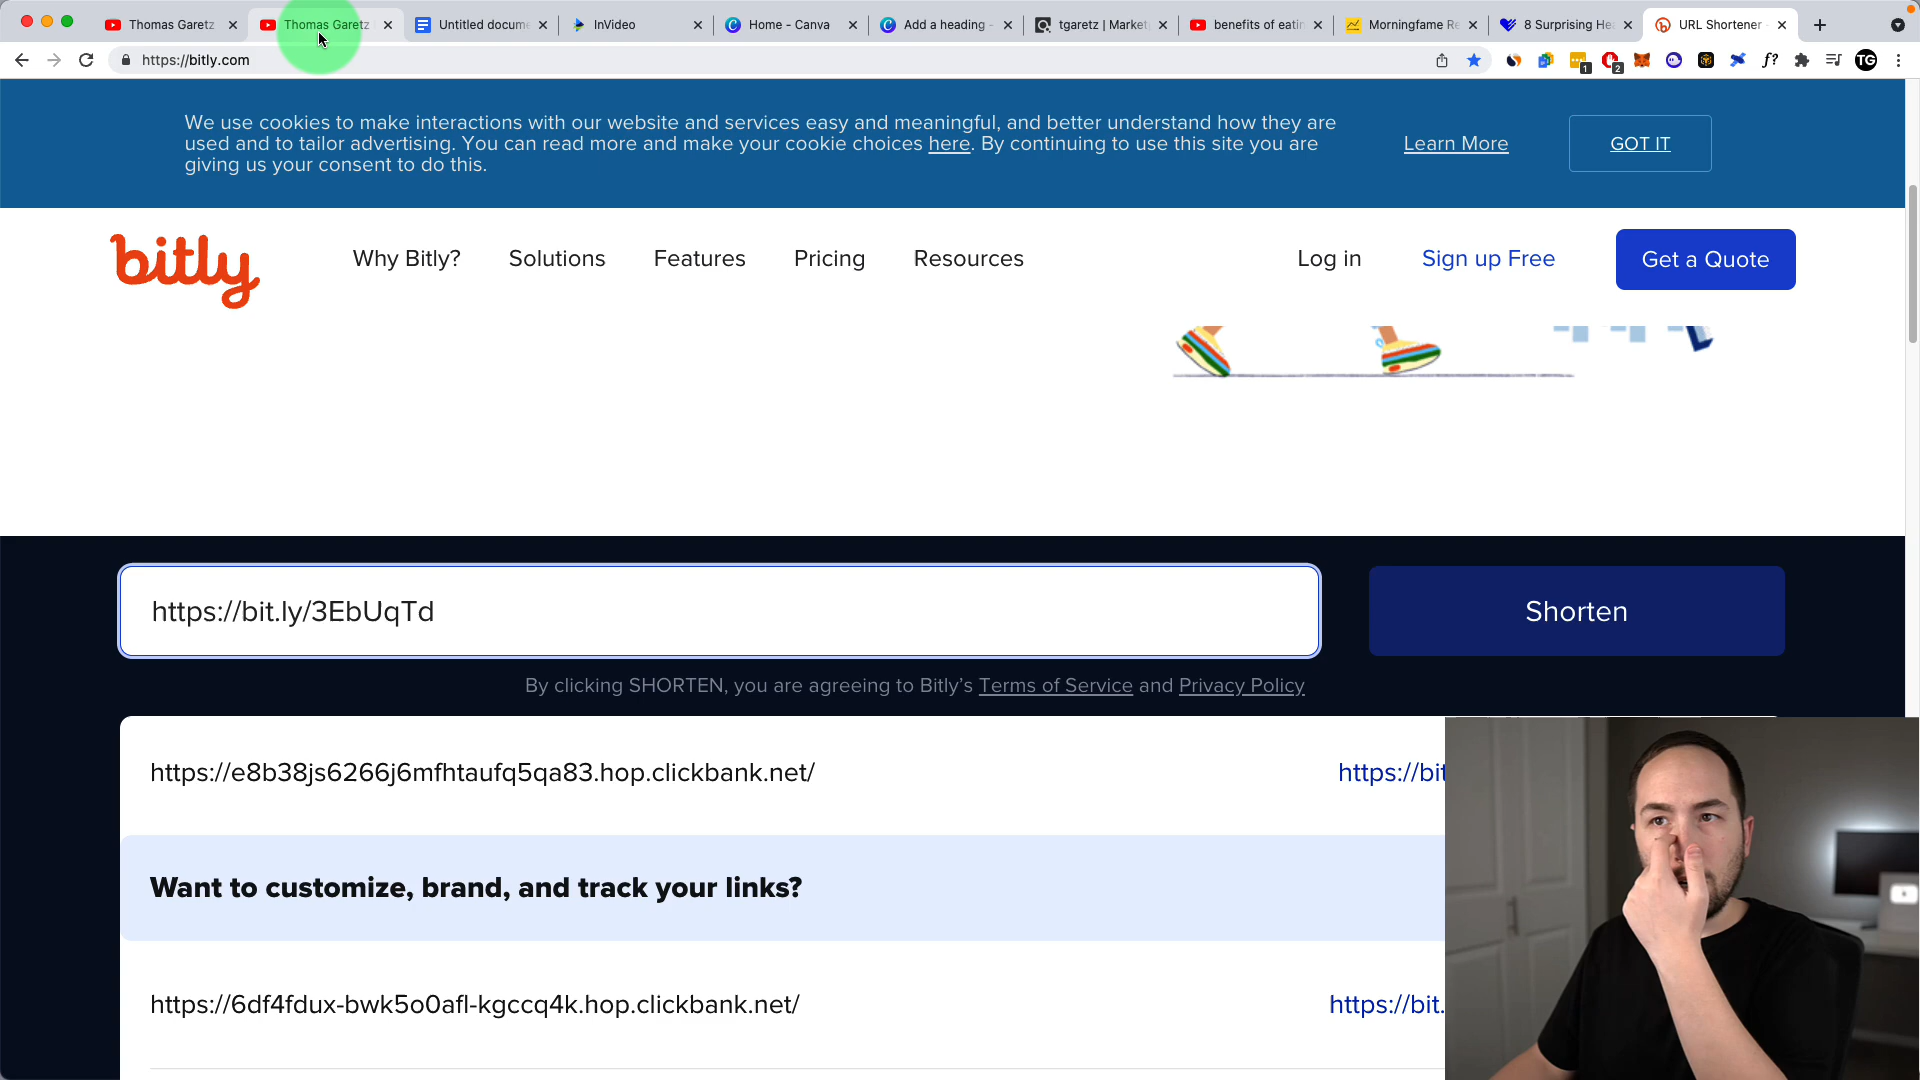 Thomas Garetz
Thomas Garetz
Untitled docume
InVideo
Home - Canva
Add a heading -
tgaretz | Market
benefits of eatin
Morningfame Re
8 Surprising Hea
URL Shortener -
https://bitly.com
1
2
f?
TG
We use cookies to make interactions with our website and services easy and meaningful, and better understand how they are
used and to tailor advertising. You can read more and make your cookie choices here. By continuing to use this site you are
giving us your consent to do this.
Learn More
GOT IT
bitly
Why Bitly?
Solutions
Features
Pricing
Resources
Log in
Sign up Free
Get a Quote
https://bit.ly/3EbUqTd
Shorten
By clicking SHORTEN, you are agreeing to Bitly's Terms of Service and Privacy Policy
https://e8b38js6266j6mfhtaufq5qa83.hop.clickbank.net/
https://bit
Want to customize, brand, and track your links?
https://6df4fdux-bwk5o0afl-kgccq4k.hop.clickbank.net/
https://bit.